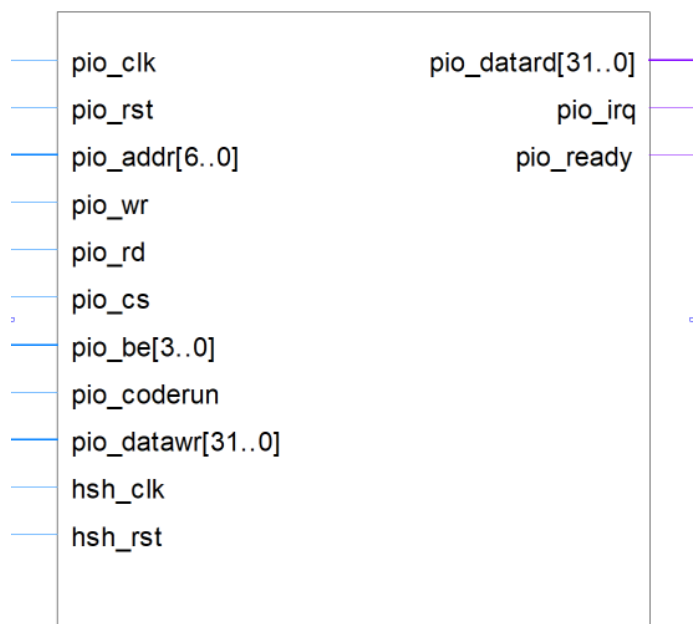 pio_clk
pio_datard[31..0]
pio_rst
pio_irq
pio_addr[6..0]
pio_ready
pio_wr
pio_rd
pio_cs
pio_be[3..0]
pio_coderun
pio_datawr[31..0]
hsh_clk
hsh_rst